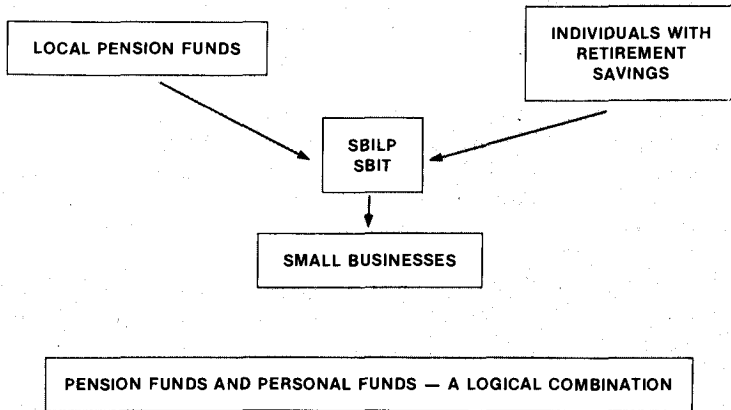 LOCAL PENSION FUNDS
INDIVIDUALS WITH
RETIREMENT
SAVINGS
SBILP
SBIT
SMALL BUSINESSES
PENSION FUNDS AND PERSONAL FUNDS — A LOGICAL COMBINATION